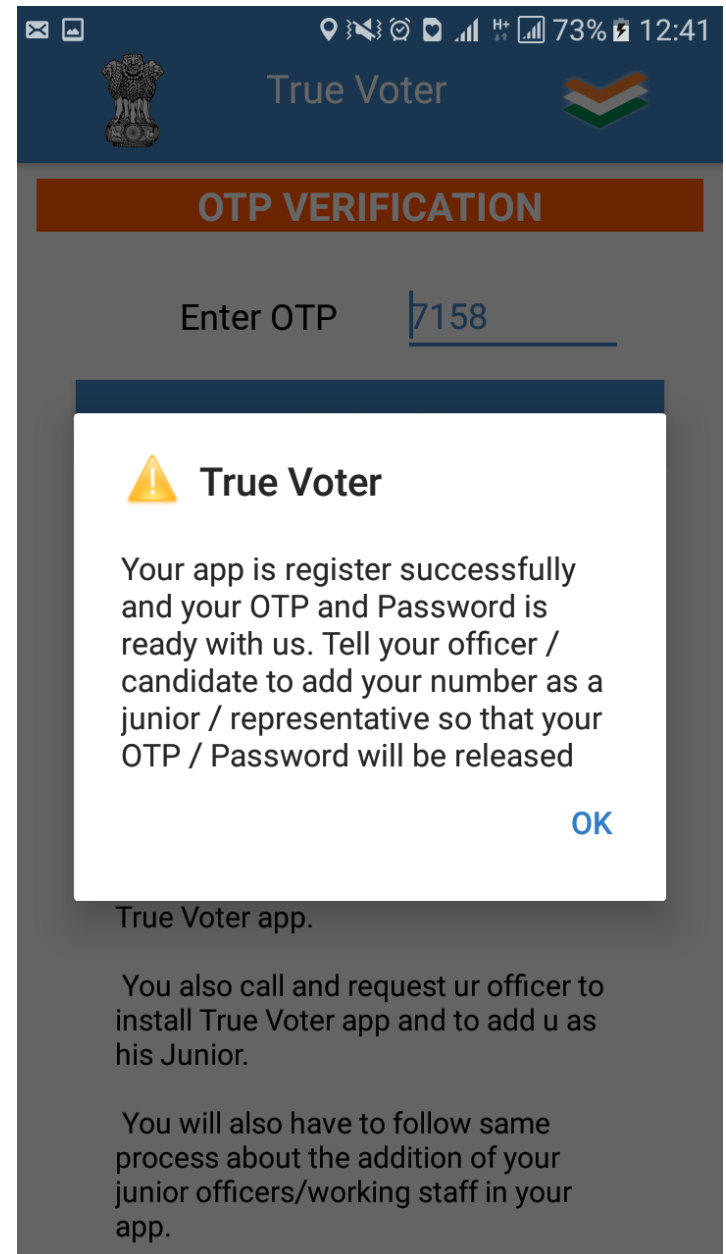 73% 12:41
True Voter
OTP VERIFICATION
Enter OTP 7158
True Voter
Your app is register successfully
and your OTP and Password is
ready with us. Tell your officer /
candidate to add your number as a
junior / representative so that your
OTP / Password will be released
OK
True Voter app.
You also call and request ur officer to
install True Voter app and to add u as
his Junior.
You will also have to follow same
process about the addition of your
junior officers/working staff in your
app.